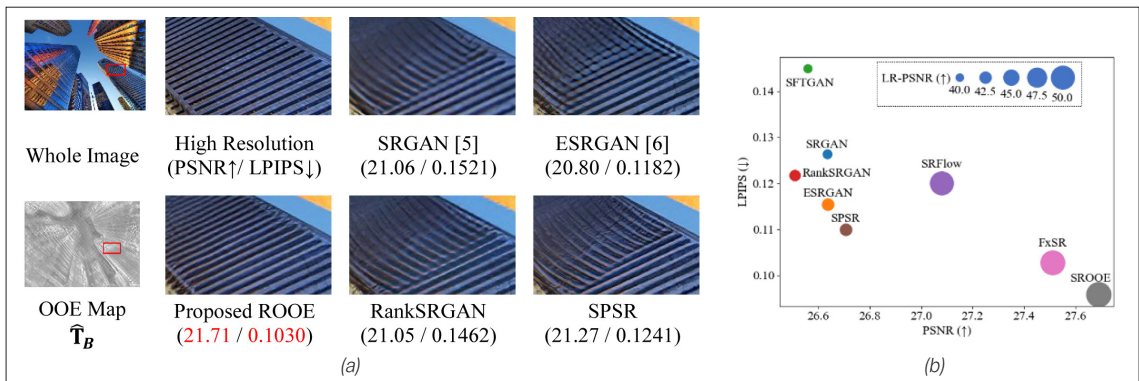 Whole Image
High Resolution
(PSNR↑/ LPIPS↓)
SRGAN [5]
(21.06 / 0.1521)
ESRGAN [6]
(20.80 / 0.1182)
OOE Map
T̂_B
Proposed ROOE
(21.71 / 0.1030)
RankSRGAN
(21.05 / 0.1462)
SPSR
(21.27 / 0.1241)
(a)
LPIPS (↓)
0.14
0.13
0.12
0.11
0.10
SFTGAN
LR-PSNR (↑)
40.0 42.5 45.0 47.5 50.0
SRGAN
RankSRGAN
ESRGAN
SPSR
SRFlow
FxSR
SROOE
26.6 26.8 27.0 27.2 27.4 27.6
PSNR (↑)
(b)